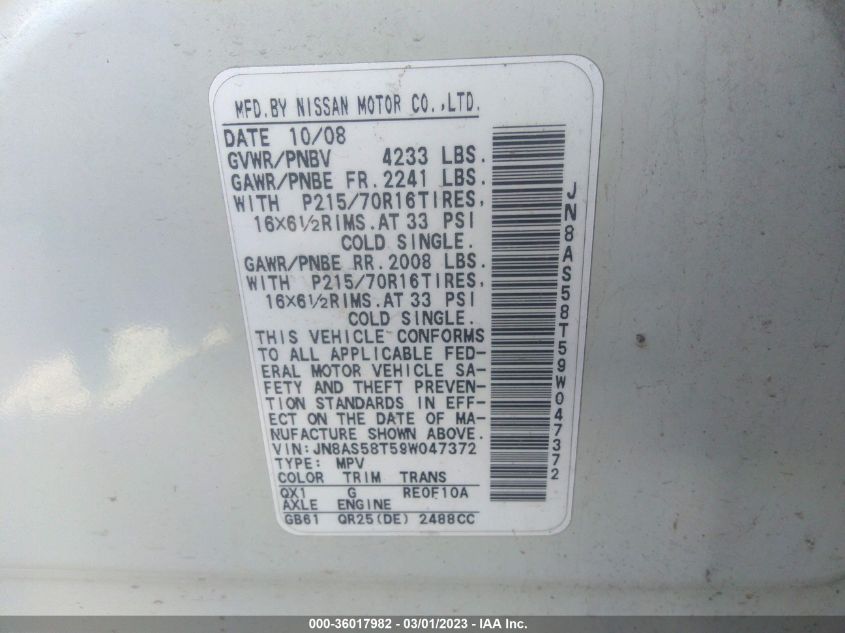 MFD.BY NISSAN MOTOR CO.,LTD.
DATE 10/08
GVWR/PNBV 4233 LBS.
GAWR/PNBE FR. 2241 LBS.
WITH P215/70R16TIRES,
16X6½RIMS.AT 33 PSI
COLD SINGLE.
GAWR/PNBE RR. 2008 LBS.
WITH P215/70R16TIRES,
16X6½RIMS.AT 33 PSI
COLD SINGLE.
THIS VEHICLE CONFORMS
TO ALL APPLICABLE FED-
ERAL MOTOR VEHICLE SA-
FETY AND THEFT PREVEN-
TION STANDARDS IN EFF-
ECT ON THE DATE OF MA-
NUFACTURE SHOWN ABOVE.
VIN:JN8AS58T59W047372
TYPE: MPV
COLOR TRIM TRANS
QX1 G RE0F10A
AXLE ENGINE
GB61 QR25(DE) 2488CC
JN8AS58T59W047372
000-36017982 - 03/01/2023 - IAA Inc.